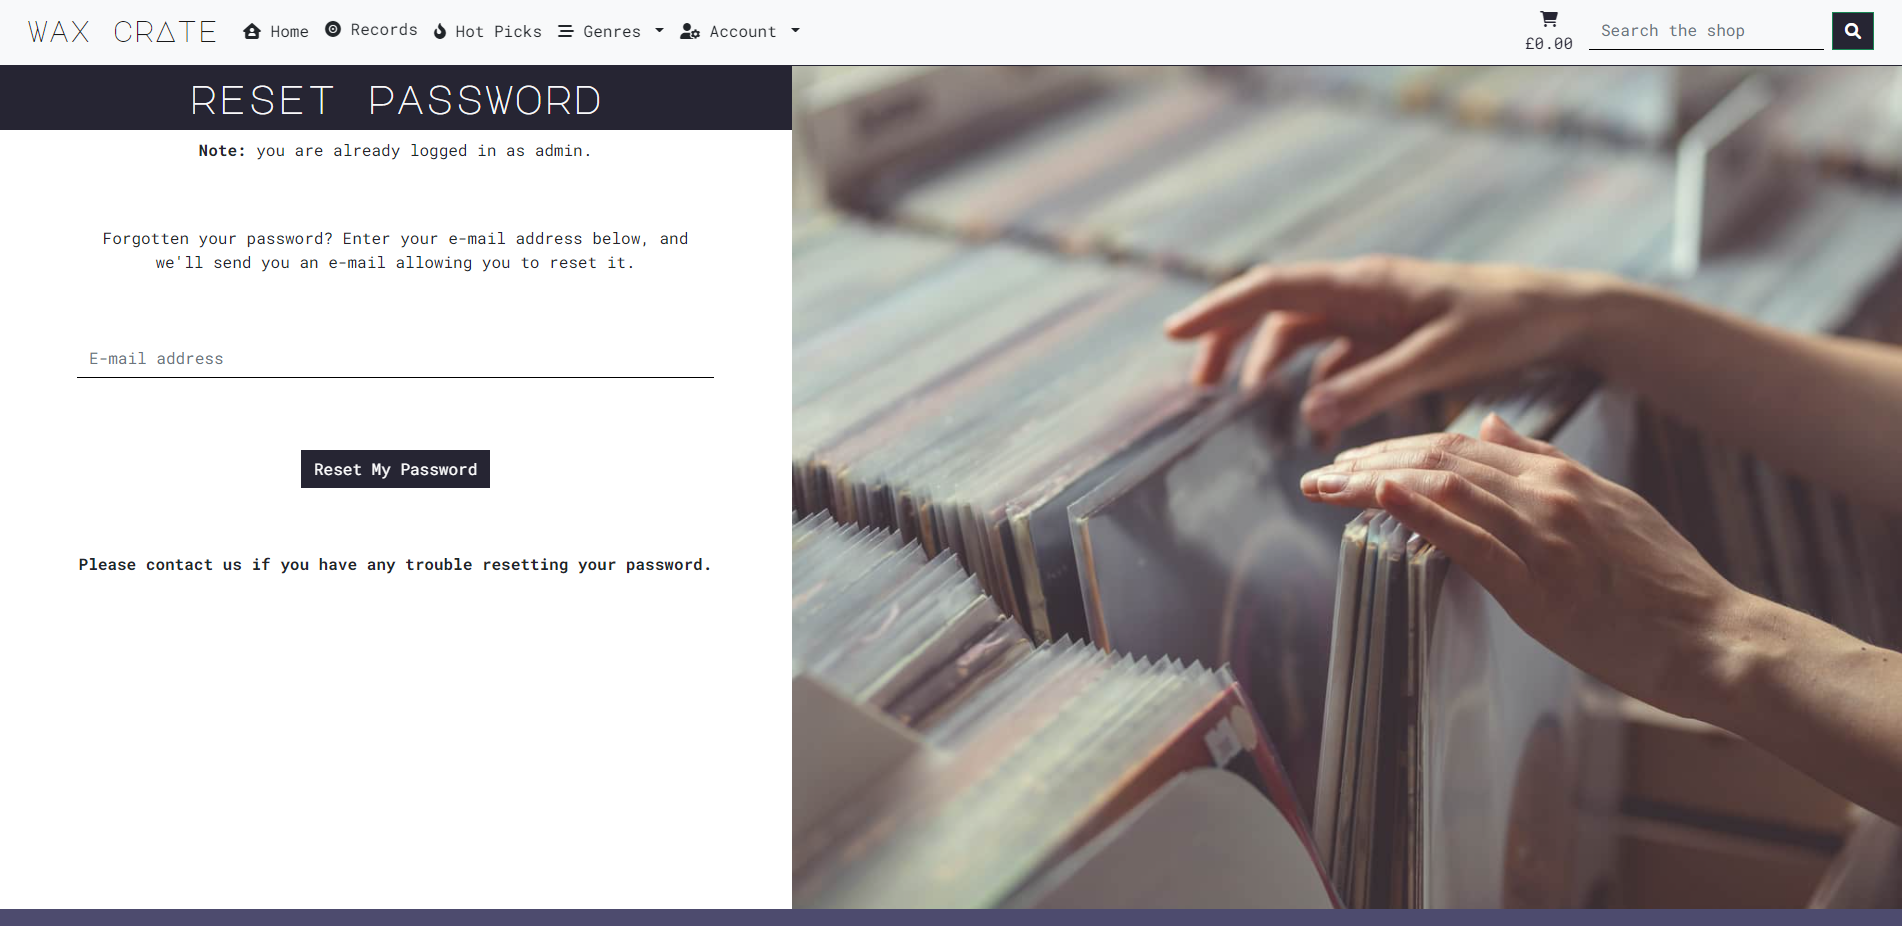 WAX CRATE
Home
Records
Hot Picks
Genres
Account
£0.00
Search the shop
RESET PASSWORD
Note: you are already logged in as admin.
Forgotten your password? Enter your e-mail address below, and
we'll send you an e-mail allowing you to reset it.
E-mail address
Reset My Password
Please contact us if you have any trouble resetting your password.